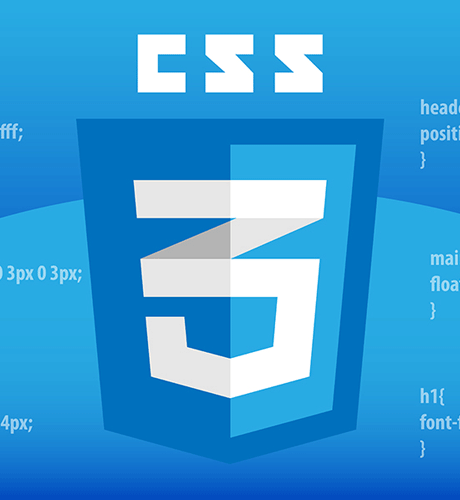 CSS
fff;
heade
positi
}
3
0 3px 0 3px;
mai
floa
}
4px;
h1{
font-f
}